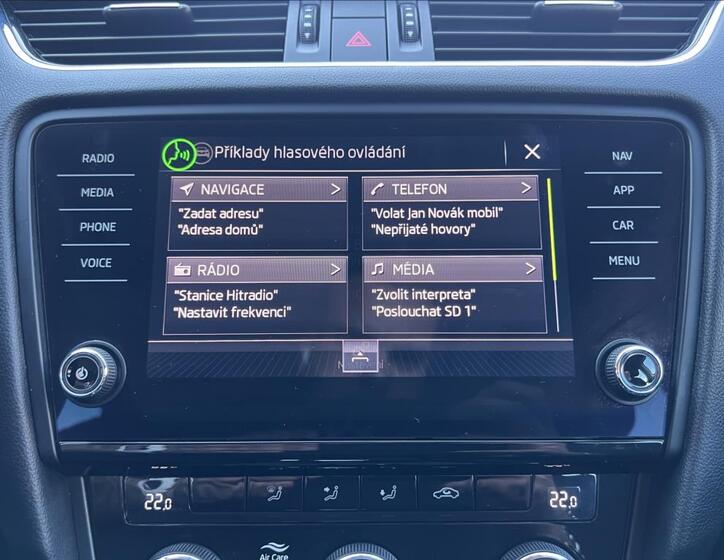 Příklady hlasového ovládání
RADIO
MEDIA
PHONE
VOICE
NAVIGACE
"Zadat adresu"
"Adresa domů"
TELEFON
"Volat Jan Novák mobil"
"Nepřijaté hovory"
RÁDIO
"Stanice Hitradio"
"Nastavit frekvenci"
MÉDIA
"Zvolit interpreta"
"Poslouchat SD 1"
NAV
APP
CAR
MENU
22.0
22.0
Air Care